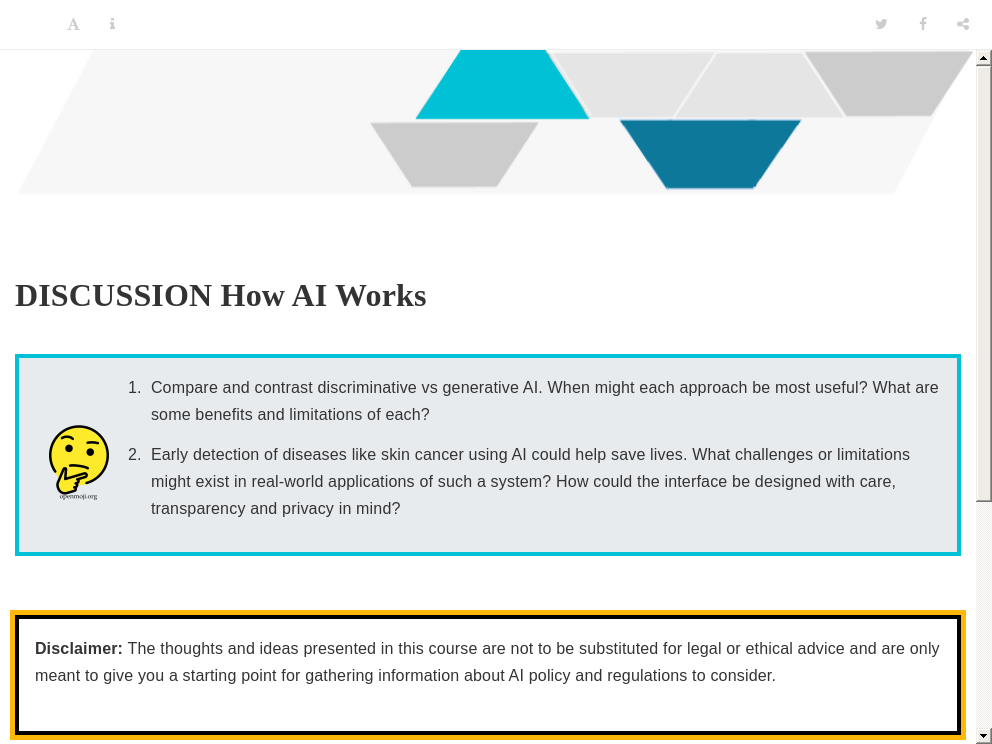 DISCUSSION How AI Works
1. Compare and contrast discriminative vs generative AI. When might each approach be most useful? What are
some benefits and limitations of each?
2. Early detection of diseases like skin cancer using AI could help save lives. What challenges or limitations
might exist in real-world applications of such a system? How could the interface be designed with care,
transparency and privacy in mind?
openmoji.org
Disclaimer: The thoughts and ideas presented in this course are not to be substituted for legal or ethical advice and are only
meant to give you a starting point for gathering information about AI policy and regulations to consider.